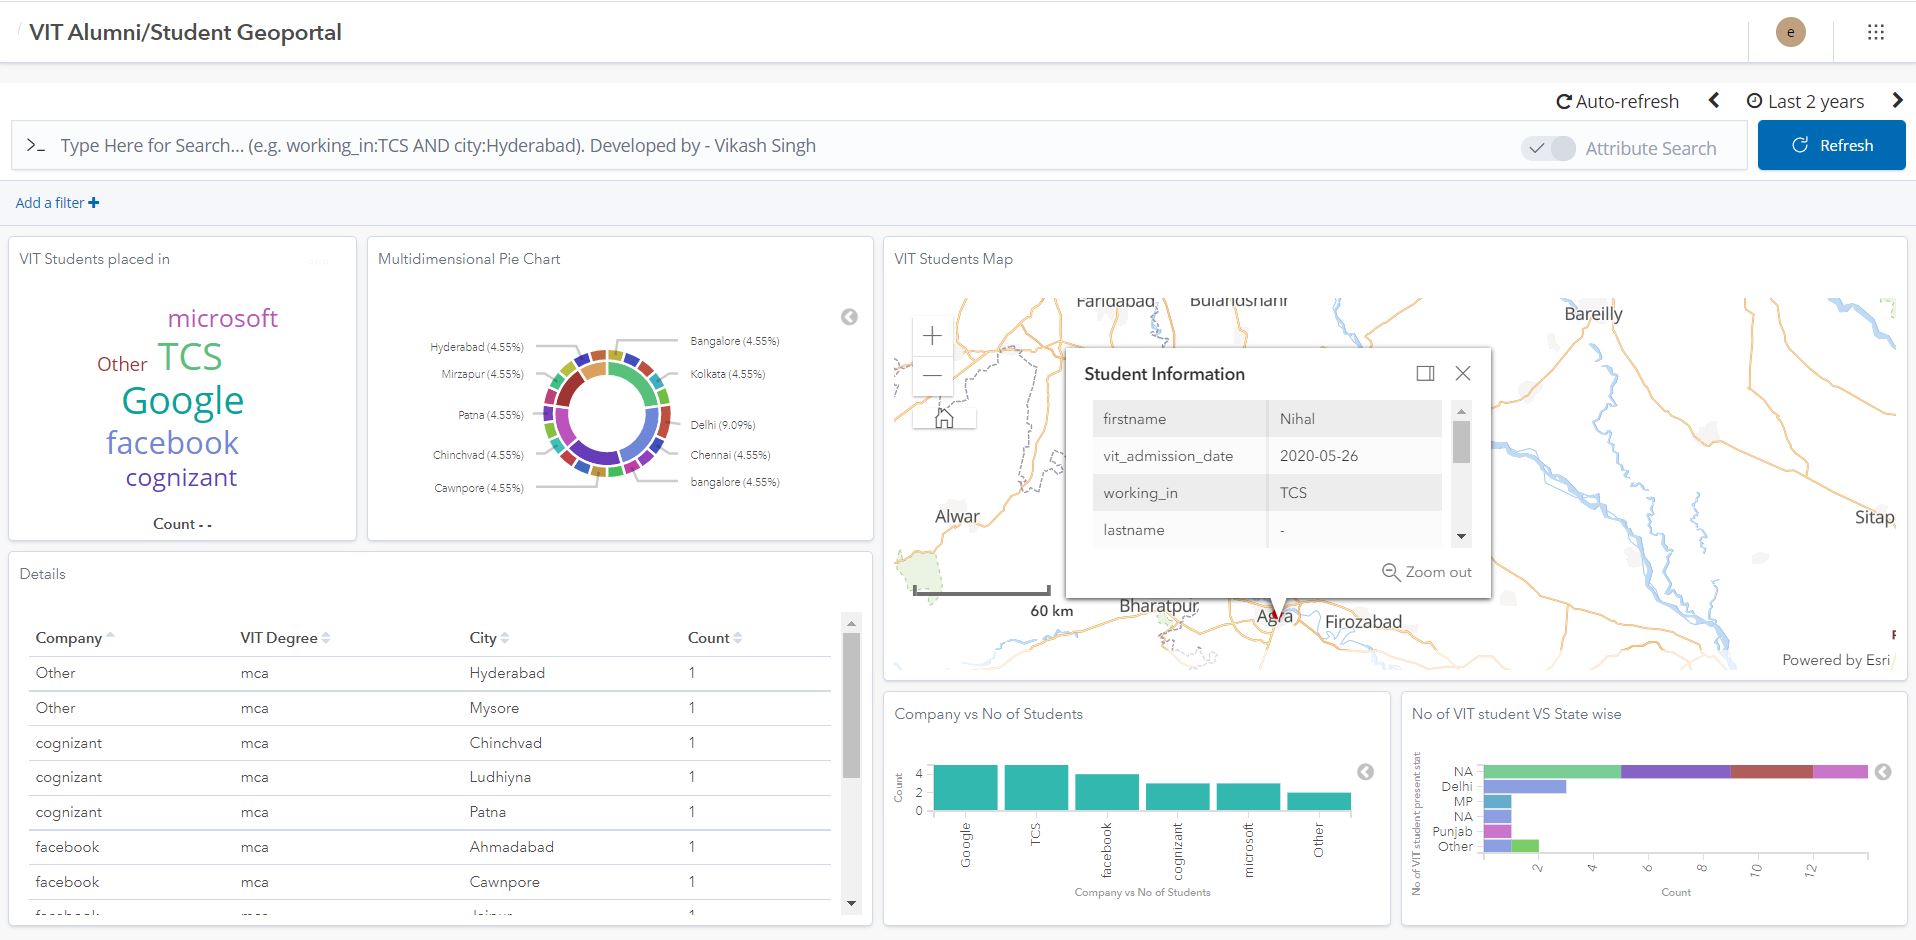 VIT Alumni/Student Geoportal
e
Auto-refresh
Last 2 years
>_ Type Here for Search... (e.g. working_in:TCS AND city:Hyderabad). Developed by - Vikash Singh
Attribute Search
Refresh
Add a filter +
VIT Students placed in
microsoft
Other TCS
Google
facebook
cognizant
Count - -
Multidimensional Pie Chart
Hyderabad (4.55%)
Mirzapur (4.55%)
Patna (4.55%)
Chinchvad (4.55%)
Cawnpore (4.55%)
Bangalore (4.55%)
Kolkata (4.55%)
Delhi (9.09%)
Chennai (4.55%)
bangalore (4.55%)
VIT Students Map
Faridabad
Bulandshahr
Bareilly
Alwar
Sitap
Student Information
firstname Nihal
vit_admission_date 2020-05-26
working_in TCS
lastname -
Zoom out
60 km
Bharatpur
Agra
Firozabad
Powered by Esri
Details
Company VIT Degree City Count
Other mca Hyderabad 1
Other mca Mysore 1
cognizant mca Chinchvad 1
cognizant mca Ludhiyna 1
cognizant mca Patna 1
facebook mca Ahmadabad 1
facebook mca Cawnpore 1
facebook mca Jaipur 1
Company vs No of Students
Count
4
2
0
Google
TCS
facebook
cognizant
microsoft
Other
Company vs No of Students
No of VIT student VS State wise
No of VIT student present stat
NA
Delhi
MP
NA
Punjab
Other
2 4 6 8 10 12
Count